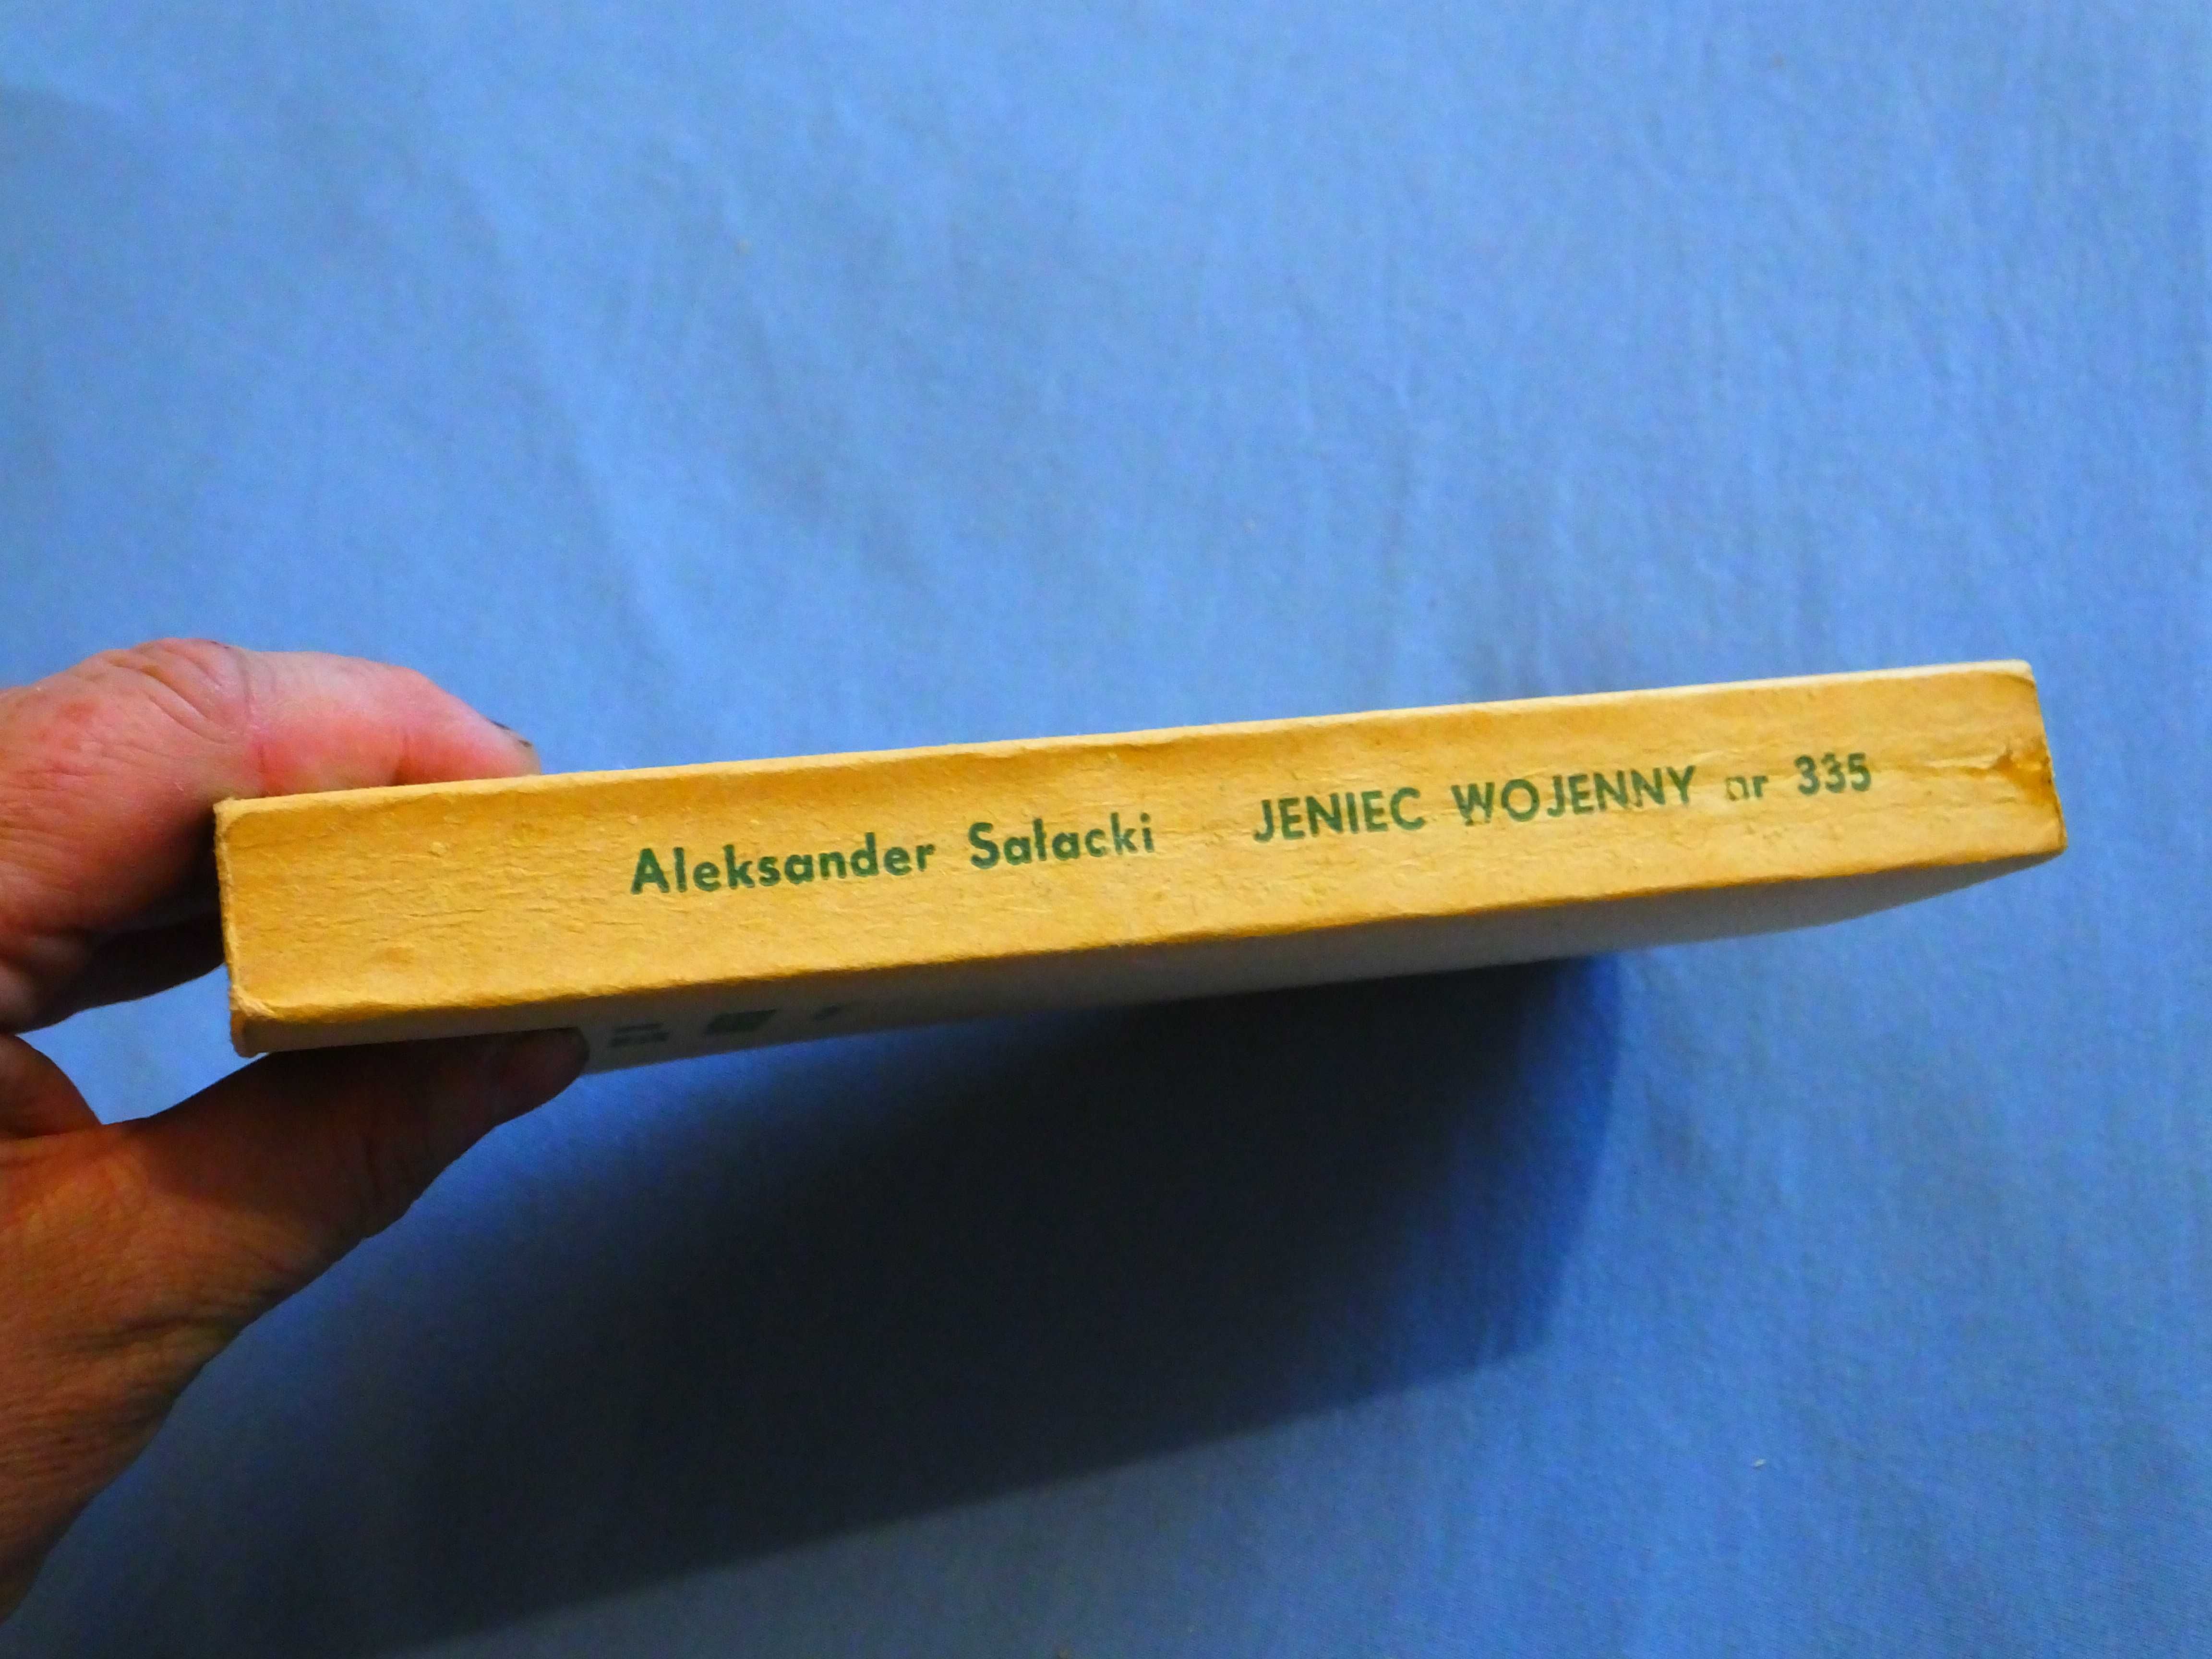 Aleksander Sałacki JENIEC WOJENNY nr 335